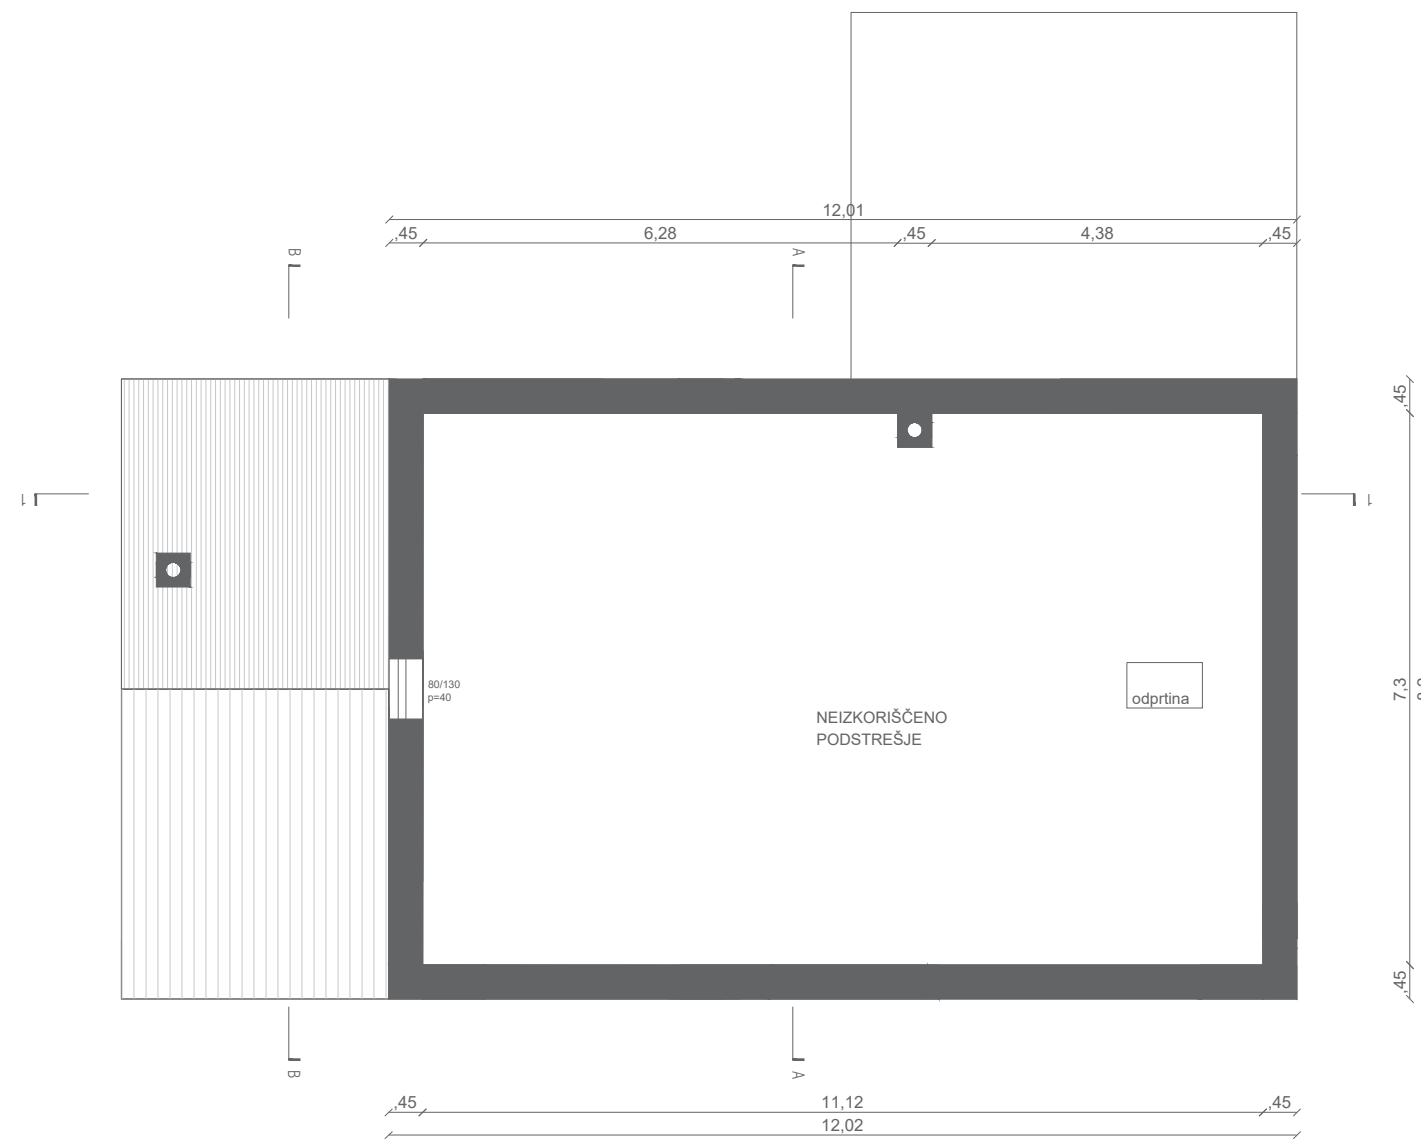 12,01
,45
6,28
,45
4,38
,45
B
A
,45
1
1
80/130
p=40
odprtina
7,3
NEIZKORIŠČENO
PODSTREŠJE
,45
B
A
,45
11,12
,45
12,02